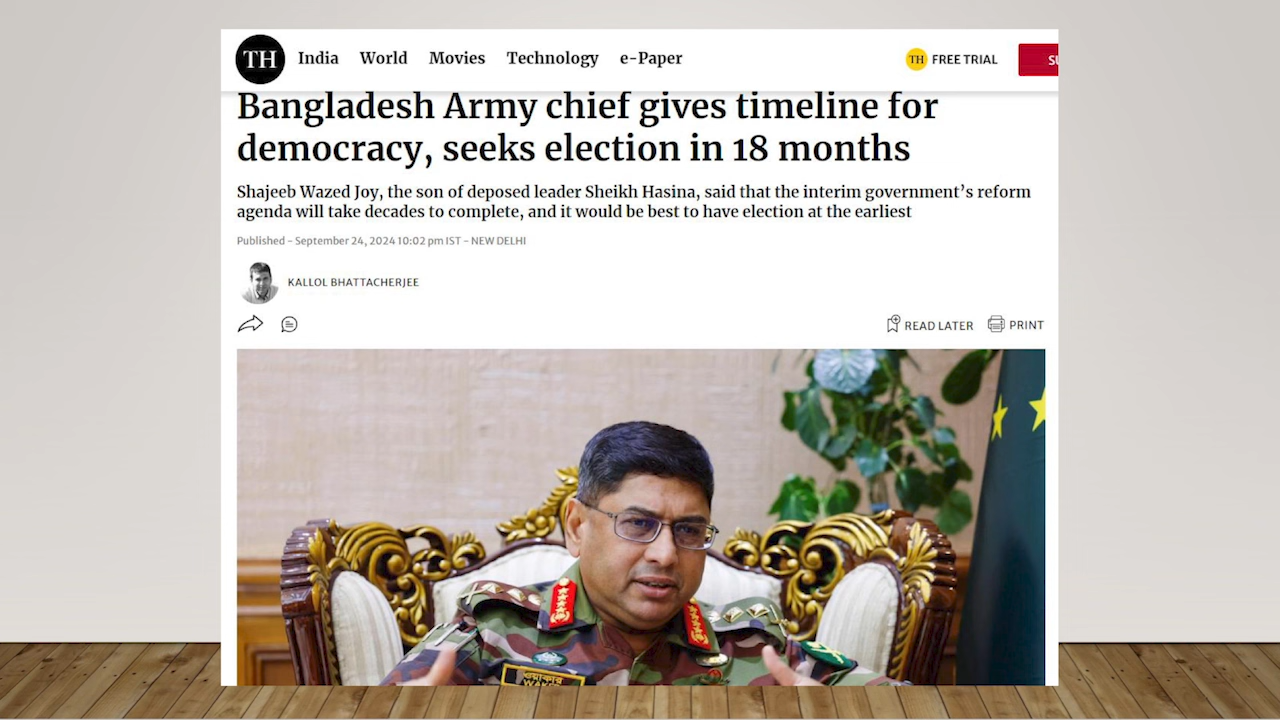 TH
India World Movies Technology e-Paper
TH FREE TRIAL
Bangladesh Army chief gives timeline for
democracy, seeks election in 18 months
Shajeeb Wazed Joy, the son of deposed leader Sheikh Hasina, said that the interim government’s reform
agenda will take decades to complete, and it would be best to have election at the earliest
Published - September 24, 2024 10:02 pm IST - NEW DELHI
KALLOL BHATTACHERJEE
READ LATER PRINT
ওয়াকার